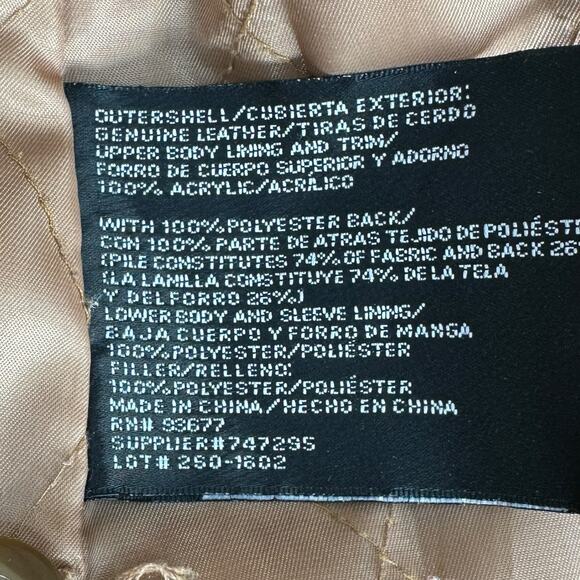 OUTERSHELL/CUBIERTA EXTERIOR:
GENUINE LEATHER/TIRAS DE CERDO
UPPER BODY LINING AND TRIM/
FORRO DE CUERPO SUPERIOR Y ADORNO
100% ACRYLIC/ACRÍLICO
WITH 100% POLYESTER BACK/
CON 100% PARTE DE ATRAS TEJIDO DE POLIÉST
(PILE CONSTITUTES 74% OF FABRIC AND BACK 26
(LA LANILLA CONSTITUYE 74% DE LA TELA
Y DEL FORRO 26%)
LOWER BODY AND SLEEVE LINING/
BAJA CUERPO Y FORRO DE MANGA
100% POLYESTER/POLIÉSTER
FILLER/RELLENO:
100% POLYESTER/POLIÉSTER
MADE IN CHINA/HECHO EN CHINA
RN# 93677
SUPPLIER#747295
LOT# 280-1602